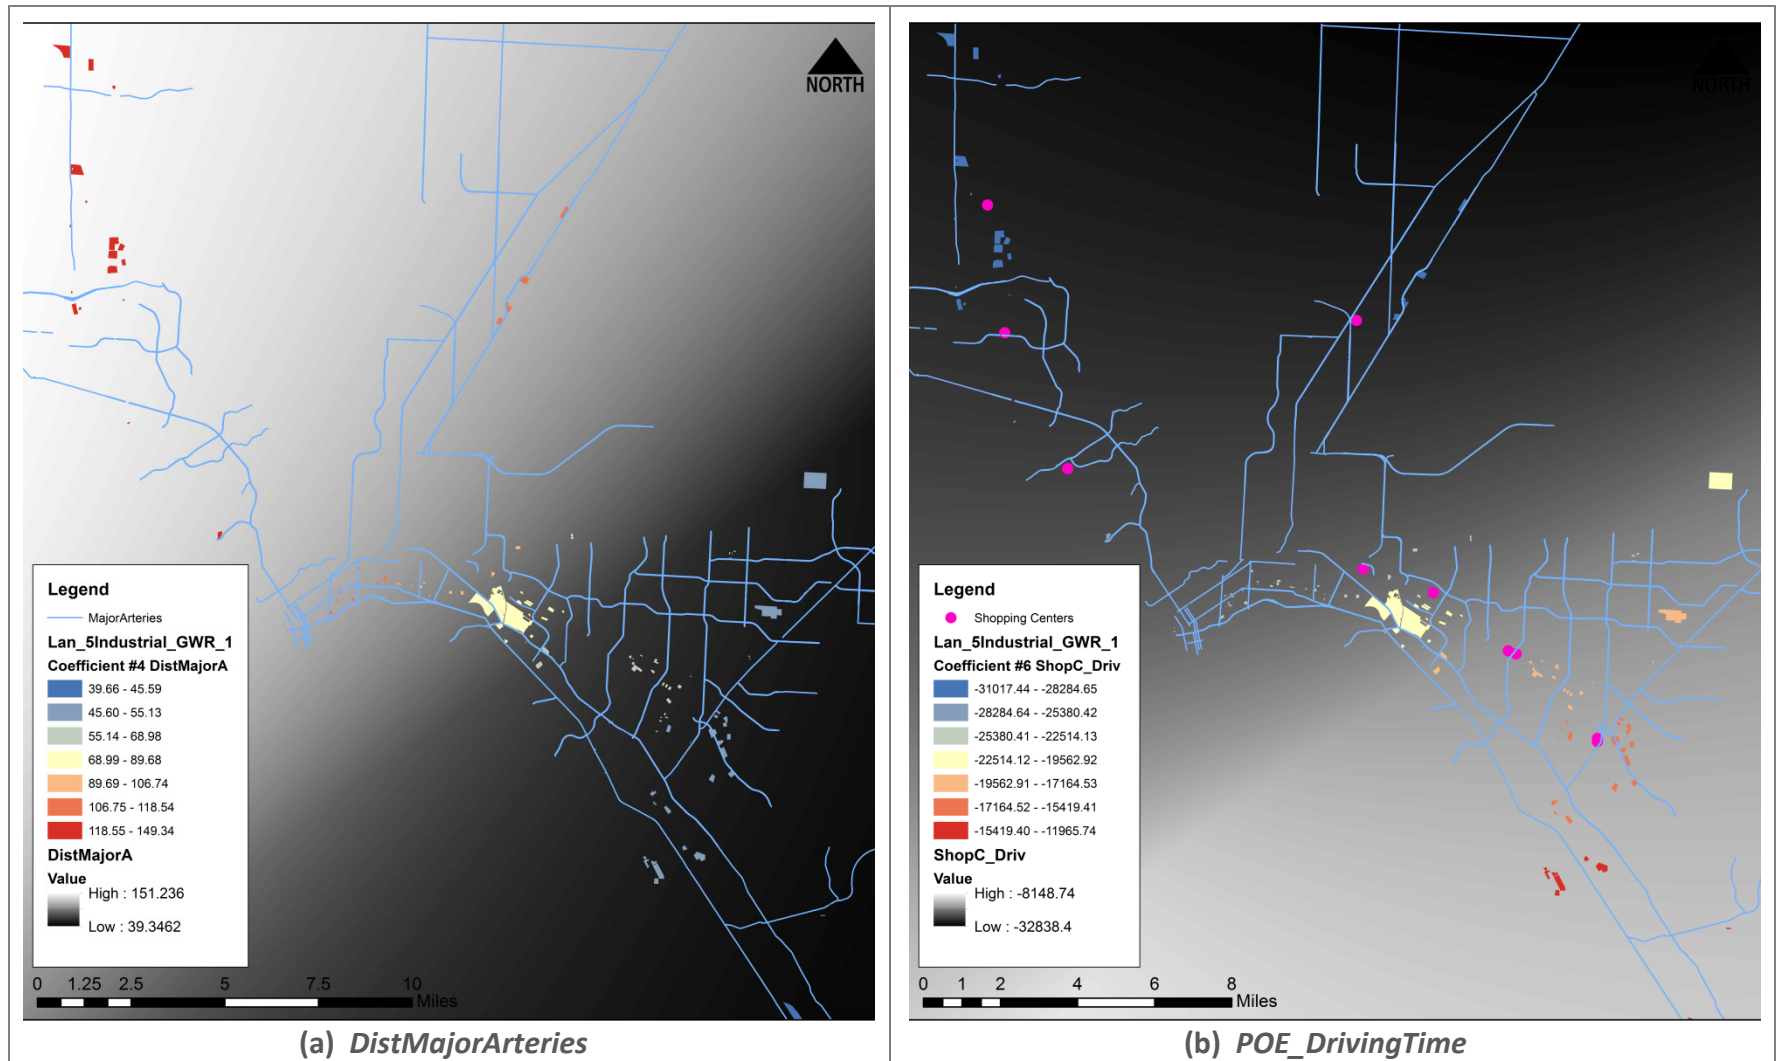 NORTH
Legend
MajorArteries
Lan_5Industrial_GWR_1
Coefficient #4 DistMajorA
39.66 - 45.59
45.60 - 55.13
55.14 - 68.98
68.99 - 89.68
89.69 - 106.74
106.75 - 118.54
118.55 - 149.34
DistMajorA
Value
High : 151.236
Low : 39.3462
0 1.25 2.5 5 7.5 10
Miles
(a) DistMajorArteries
NORTH
Legend
Shopping Centers
Lan_5Industrial_GWR_1
Coefficient #6 ShopC_Driv
-31017.44 - -28284.65
-28284.64 - -25380.42
-25380.41 - -22514.13
-22514.12 - -19562.92
-19562.91 - -17164.53
-17164.52 - -15419.41
-15419.40 - -11965.74
ShopC_Driv
Value
High : -8148.74
Low : -32838.4
0 1 2 4 6 8
Miles
(b) POE_DrivingTime